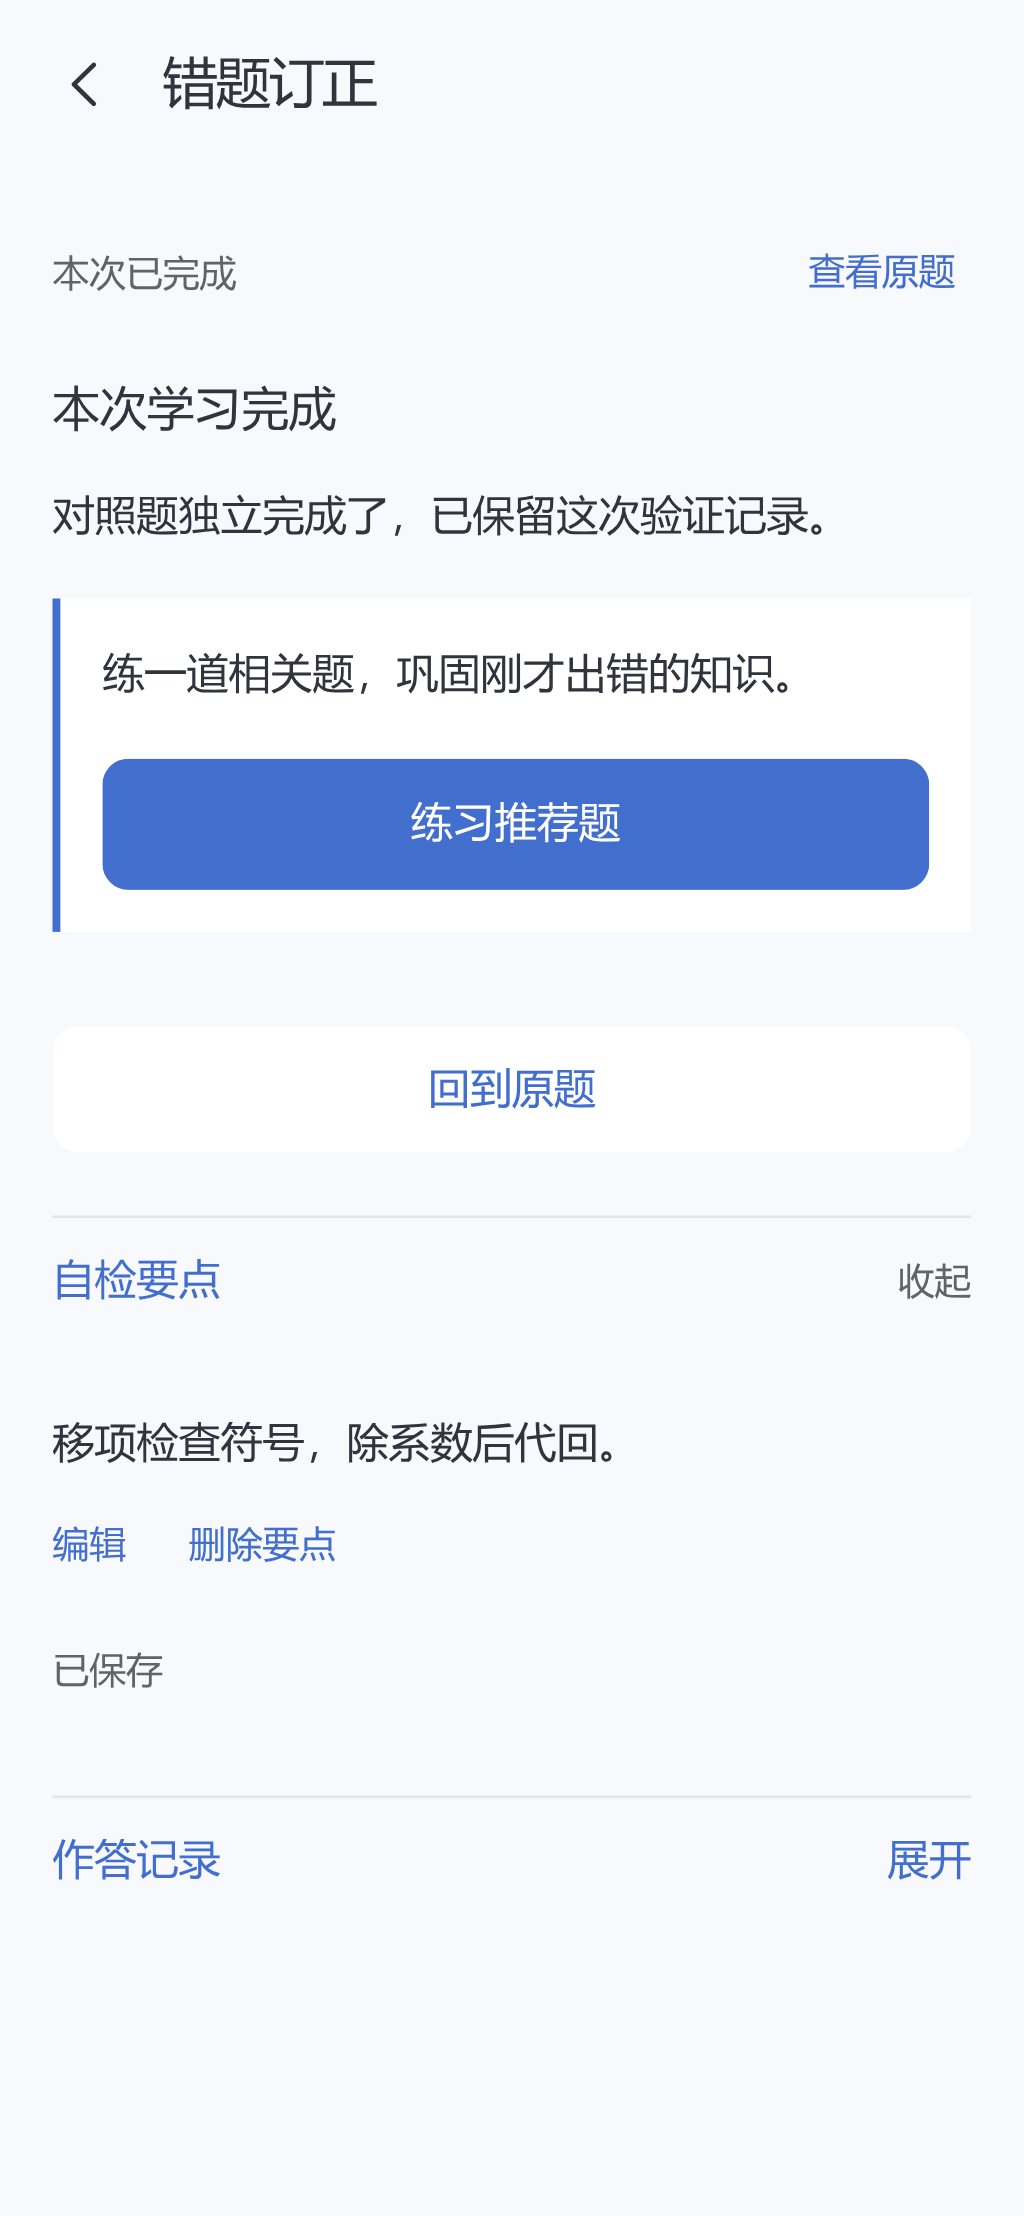 错题订正
本次已完成 查看原题
本次学习完成
对照题独立完成了，已保留这次验证记录。
练一道相关题，巩固刚才出错的知识。
练习推荐题
回到原题
自检要点 收起
移项检查符号，除系数后代回。
编辑 删除要点
已保存
作答记录 展开